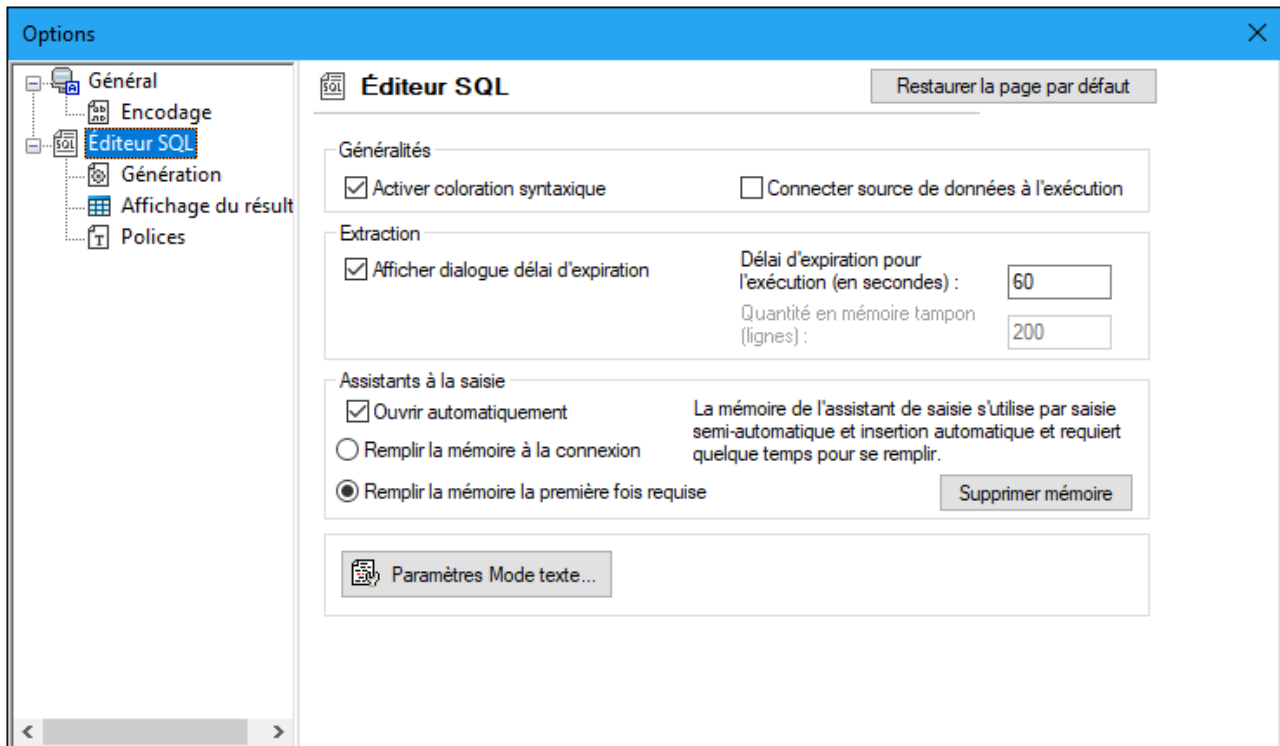 Options
Général
Encodage
Éditeur SQL
Génération
Affichage du résult
Polices
Éditeur SQL
Restaurer la page par défaut
Généralités
Activer coloration syntaxique
Connecter source de données à l'exécution
Extraction
Afficher dialogue délai d'expiration
Délai d'expiration pour
l'exécution (en secondes) :
60
Quantité en mémoire tampon
(lignes) :
200
Assistants à la saisie
Ouvrir automatiquement
Remplir la mémoire à la connexion
Remplir la mémoire la première fois requise
La mémoire de l'assistant de saisie s'utilise par saisie
semi-automatique et insertion automatique et requiert
quelque temps pour se remplir.
Supprimer mémoire
Paramètres Mode texte...